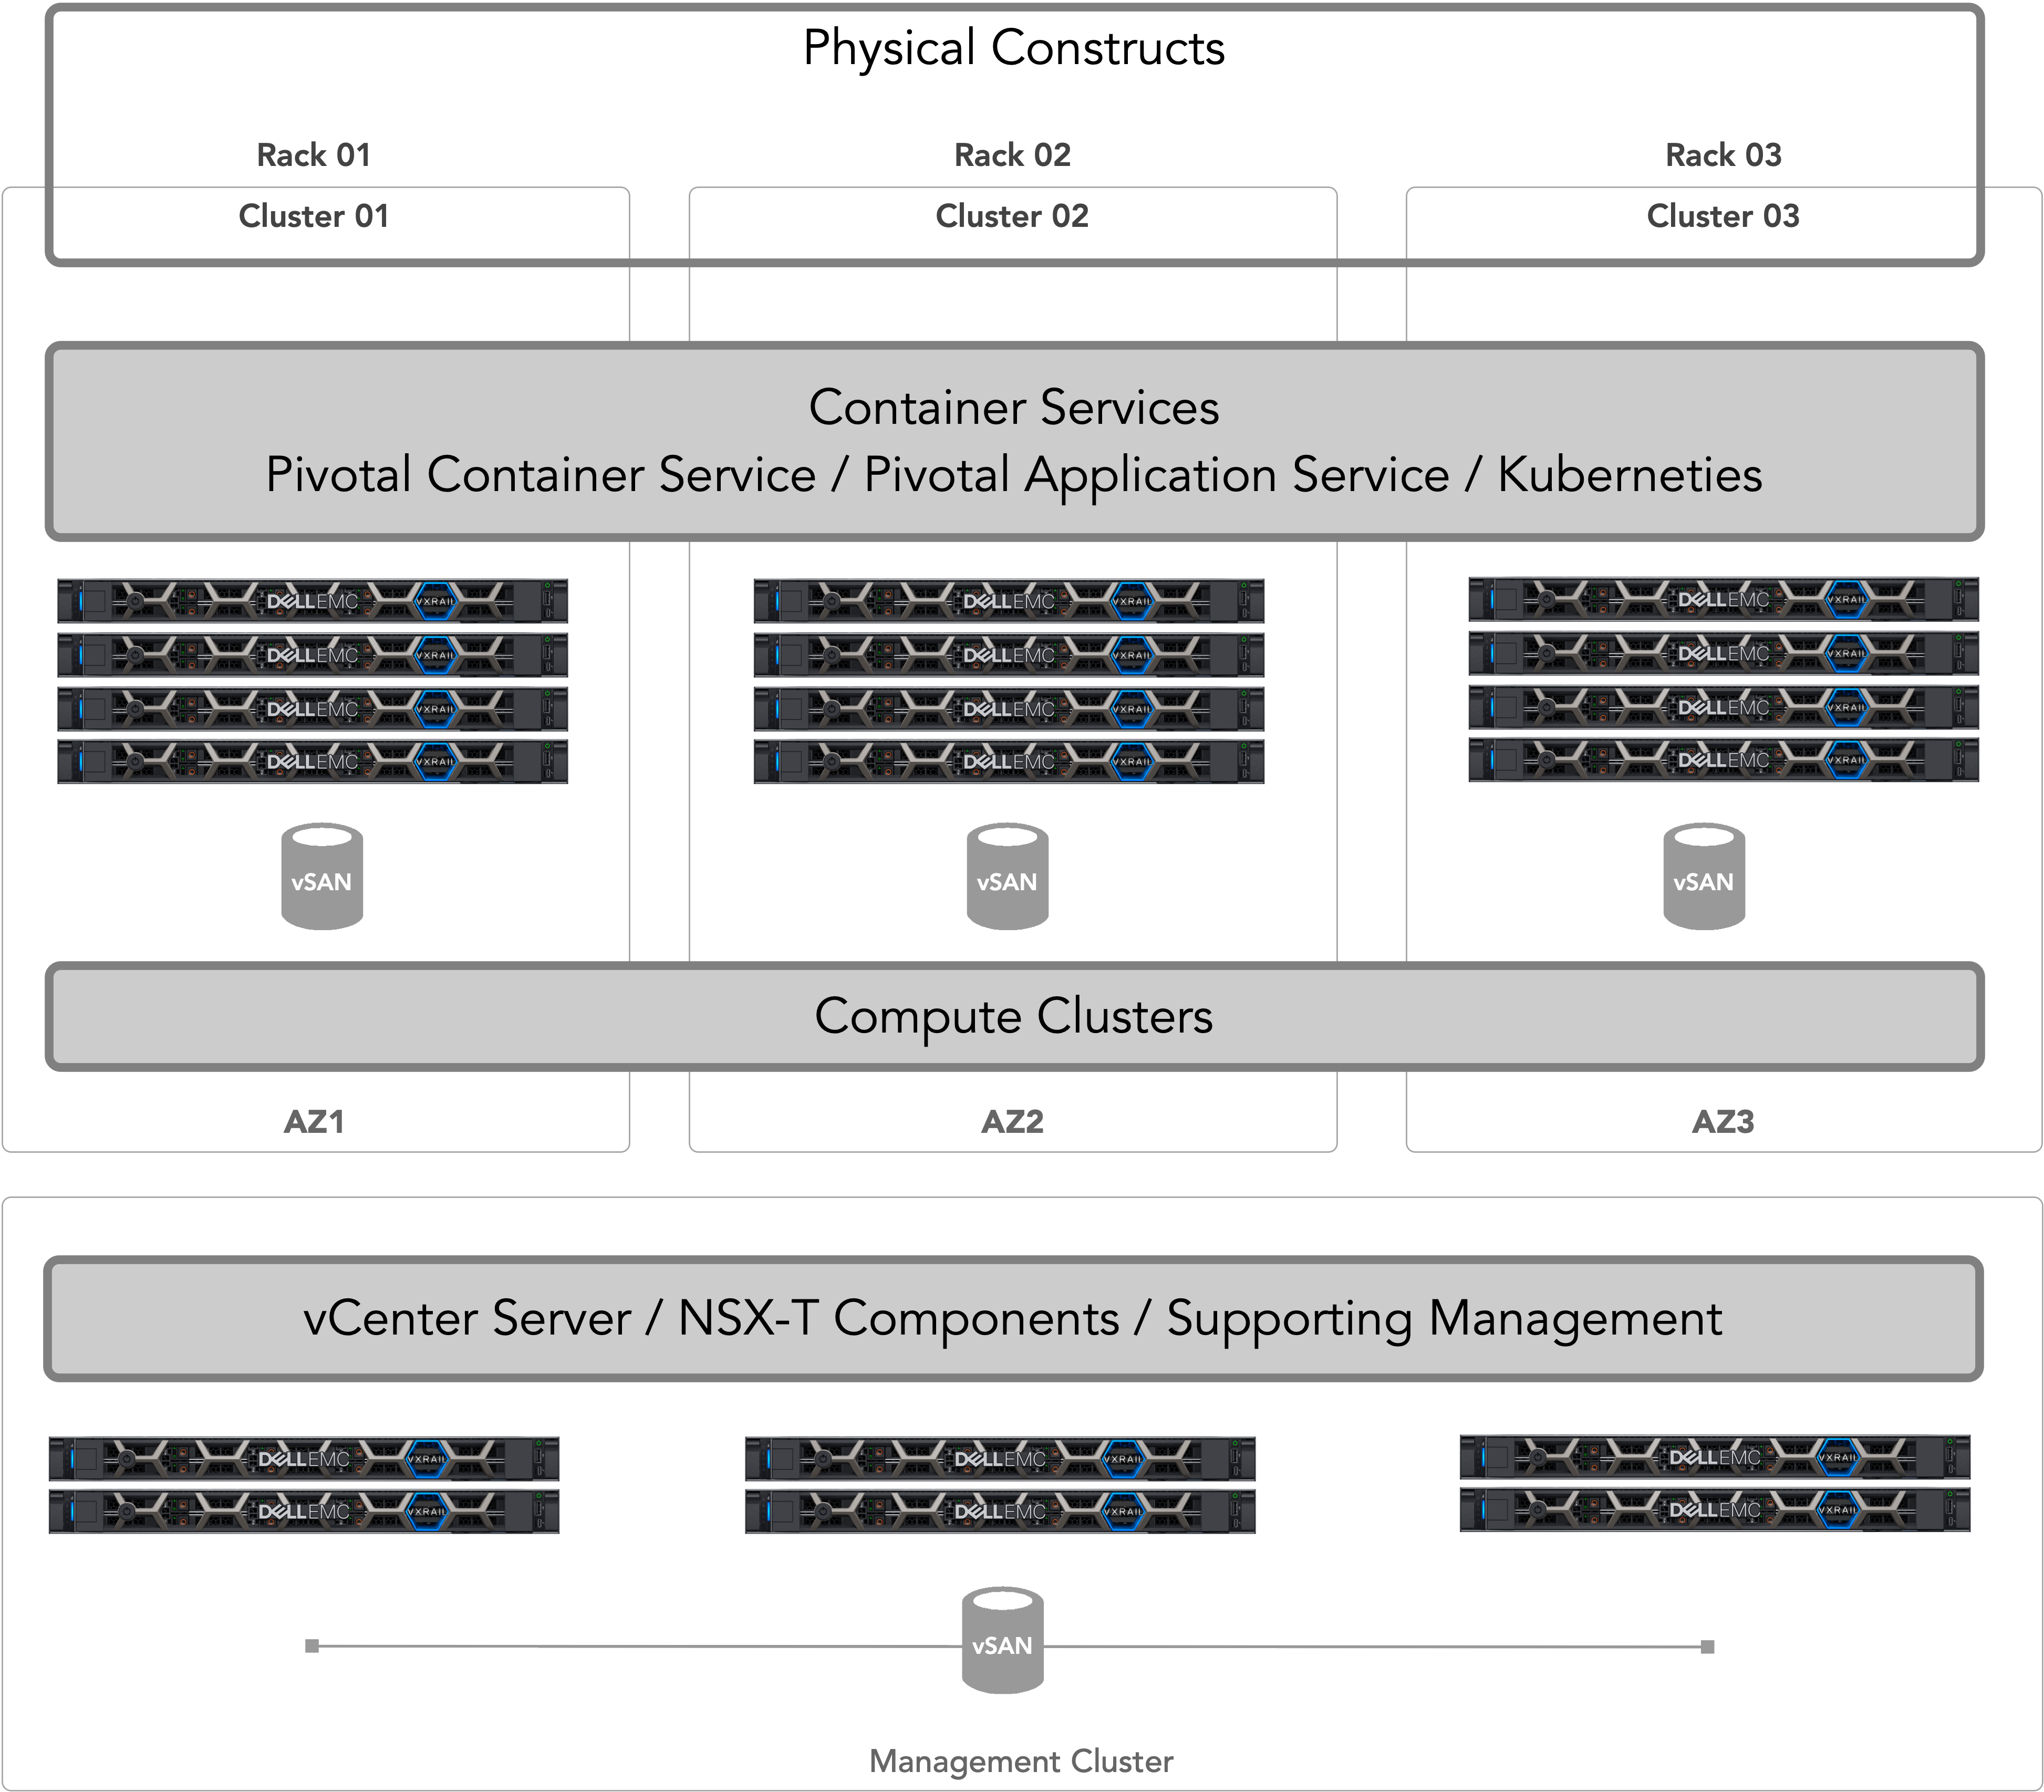 Physical Constructs
Rack 01 Rack 02 Rack 03
Cluster 01 Cluster 02 Cluster 03
Container Services
Pivotal Container Service / Pivotal Application Service / Kuberneties
DELLEMC VXRAIL DELLEMC VXRAIL DELLEMC VXRAIL
DELLEMC VXRAIL DELLEMC VXRAIL DELLEMC VXRAIL
DELLEMC VXRAIL DELLEMC VXRAIL DELLEMC VXRAIL
DELLEMC VXRAIL DELLEMC VXRAIL DELLEMC VXRAIL
vSAN vSAN vSAN
Compute Clusters
AZ1 AZ2 AZ3
vCenter Server / NSX-T Components / Supporting Management
DELLEMC VXRAIL DELLEMC VXRAIL DELLEMC VXRAIL
DELLEMC VXRAIL DELLEMC VXRAIL DELLEMC VXRAIL
vSAN
Management Cluster